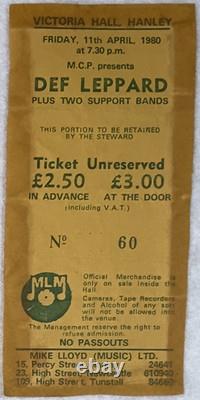 VICTORIA HALL, HANLEY
FRIDAY, 11th APRIL, 1980
at 7.30 p.m.
M.C.P. presents
DEF LEPPARD
PLUS TWO SUPPORT BANDS
THIS PORTION TO BE RETAINED
BY THE STEWARD
Ticket Unreserved
£2.50 £3.00
IN ADVANCE AT THE DOOR
(including V.A.T.)
No 60
MLM
Official Merchandise is
only on sale inside the
Hall.
Cameras, Tape Recorders
and Alcohol of any sort
will not be allowed into
the venue.
The Management reserve the right to
refuse admission.
NO PASSOUTS
MIKE LLOYD (MUSIC) LTD.
15, Percy Street, 24641
23, High Street, Newcastle 610940
109, High Street, Tunstall 84660